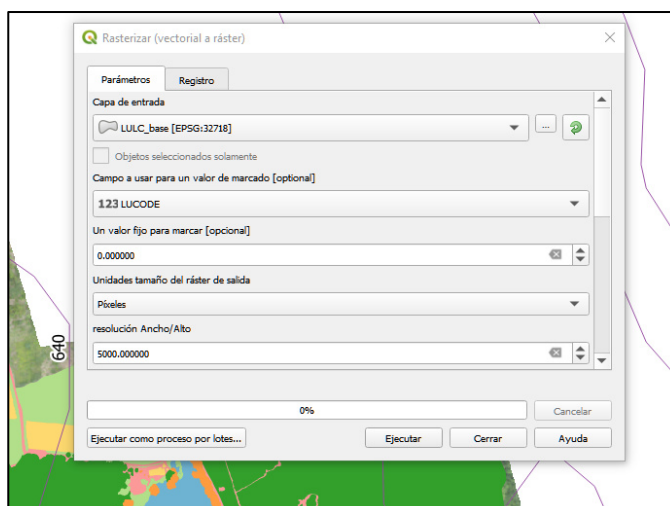 Rasterizar (vectorial a ráster)
Parámetros
Registro
Capa de entrada
LULC_base [EPSG:32718]
...
Objetos seleccionados solamente
Campo a usar para un valor de marcado [optional]
123 LUCODE
Un valor fijo para marcar [opcional]
0.000000
Unidades tamaño del ráster de salida
Píxeles
resolución Ancho/Alto
5000.000000
640
0%
Cancelar
Ejecutar como proceso por lotes...
Ejecutar
Cerrar
Ayuda